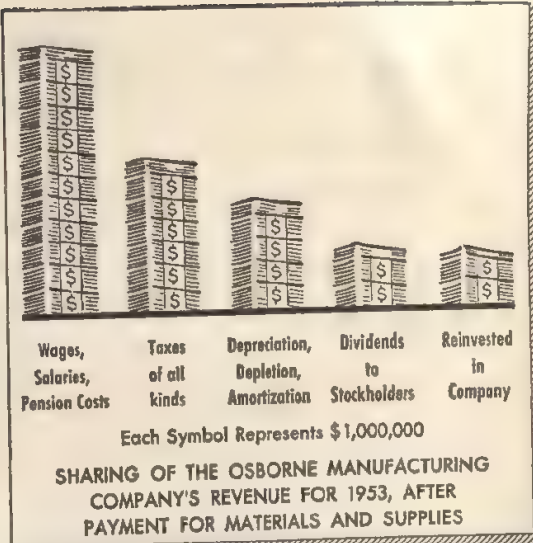 $
$
$
$
$
$ $
$ $
$ $ $
$ $ $
$ $ $ $ $
$ $ $ $ $
Wages,
Salaries,
Pension Costs
Taxes
of all
kinds
Depreciation,
Depletion,
Amortization
Dividends
to
Stockholders
Reinvested
in
Company
Each Symbol Represents $1,000,000
SHARING OF THE OSBORNE MANUFACTURING
COMPANY'S REVENUE FOR 1953, AFTER
PAYMENT FOR MATERIALS AND SUPPLIES